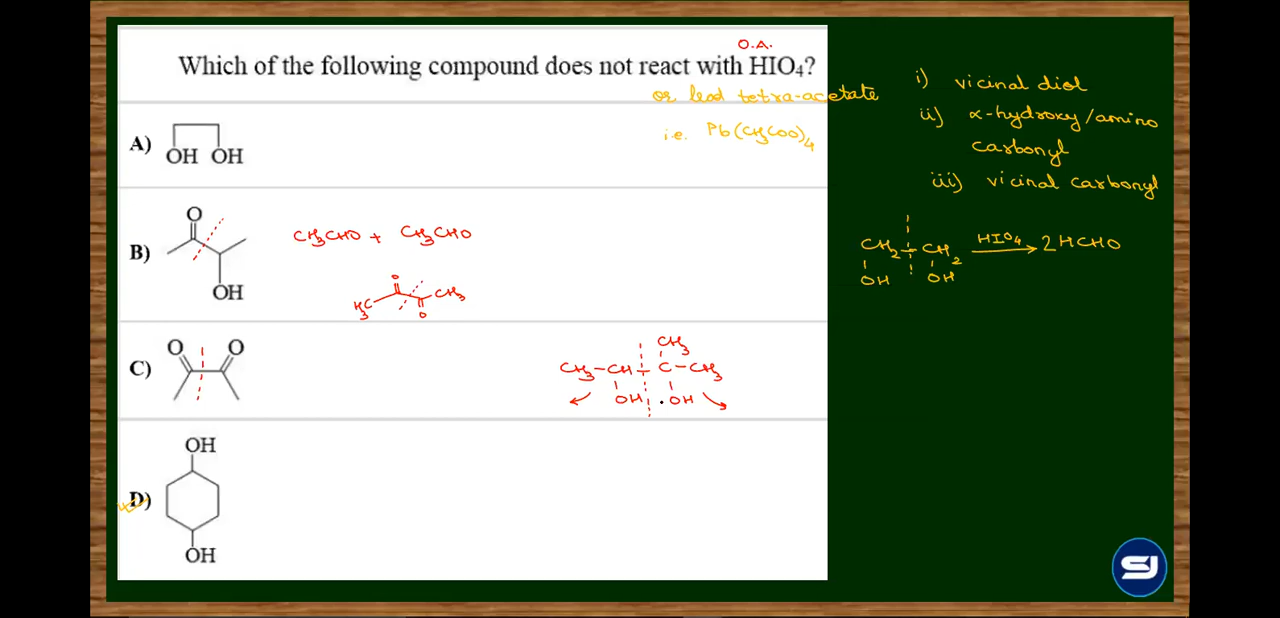 O.A.
Which of the following compound does not react with HIO₄?
or lead tetra-acetate
i.e. Pb(CH₃COO)₄
A)
OH OH
B)
O
OH
CH₃CHO + CH₃CHO
O
H₃C CH₃
O
C)
O O
CH₃
CH₃-CH-C-CH₃
OH OH
D)
OH
OH
i) vicinal diol
ii) α-hydroxy/amino
carbonyl
iii) vicinal carbonyl
CH₂-CH₂ HIO₄ → 2HCHO
OH OH
SJ